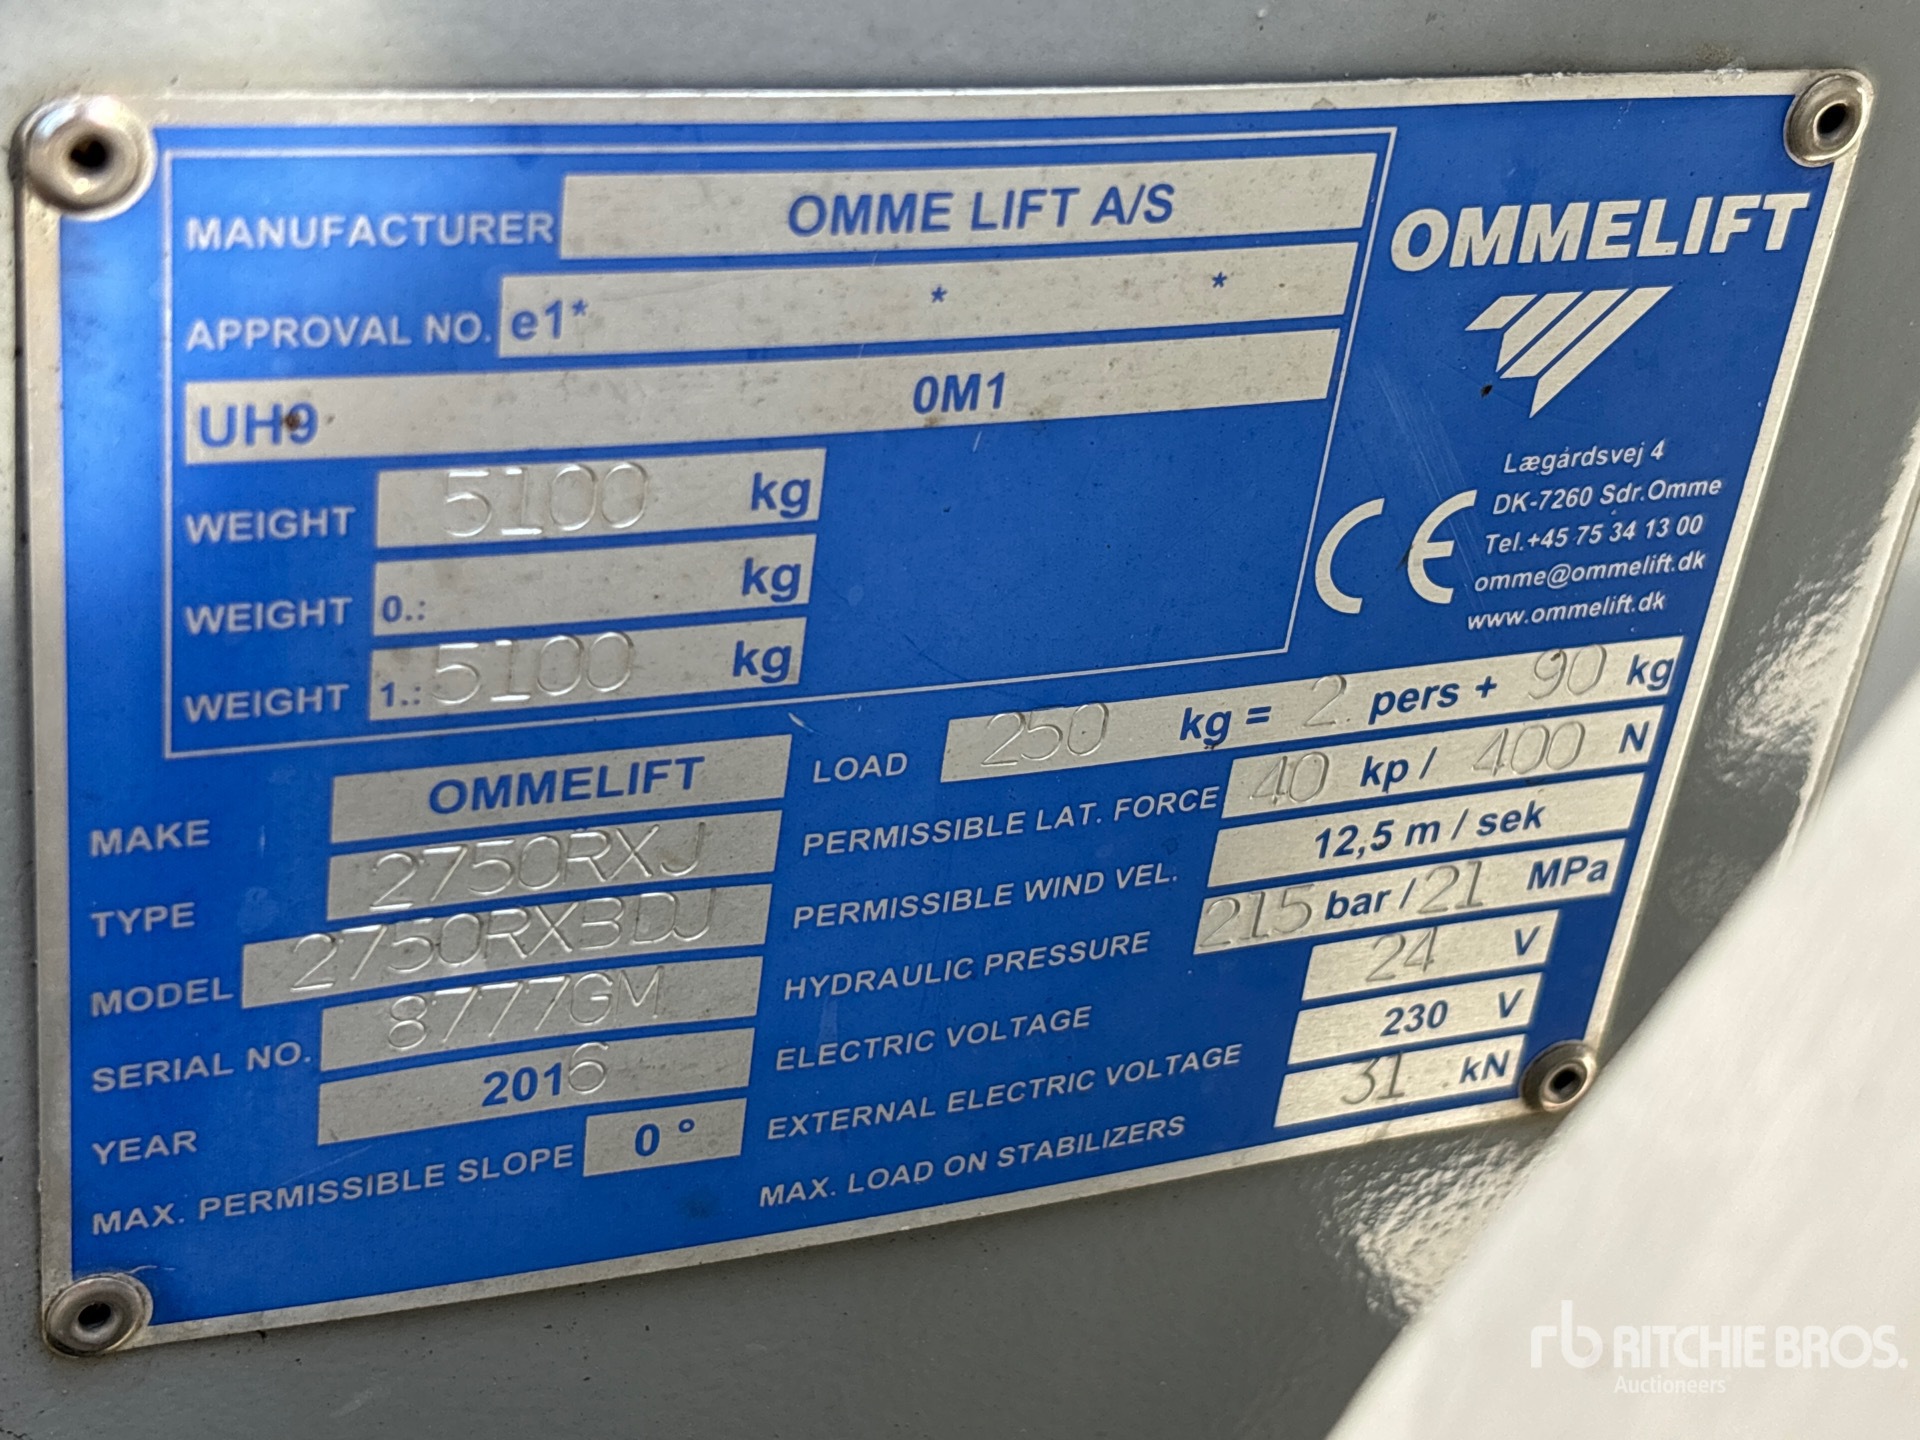 MANUFACTURER OMME LIFT A/S
APPROVAL NO. e1* * *
UH9 0M1
WEIGHT 5100 kg
WEIGHT 0.: kg
WEIGHT 1.: 5100 kg
OMMELIFT
Lægårdsvej 4
DK-7260 Sdr.Omme
Tel.+45 75 34 13 00
omme@ommelift.dk
www.ommelift.dk
CE
MAKE OMMELIFT
TYPE 2750RXJ
MODEL 2750RXBDJ
SERIAL NO. 8777GM
YEAR 2016
MAX. PERMISSIBLE SLOPE 0 °
LOAD 250 kg = 2 pers + 90 kg
PERMISSIBLE LAT. FORCE 40 kp / 400 N
PERMISSIBLE WIND VEL. 12,5 m / sek
HYDRAULIC PRESSURE 215 bar / 21 MPa
ELECTRIC VOLTAGE 24 V
EXTERNAL ELECTRIC VOLTAGE 230 V
MAX. LOAD ON STABILIZERS 31 kN
rb RITCHIE BROS.
Auctioneers